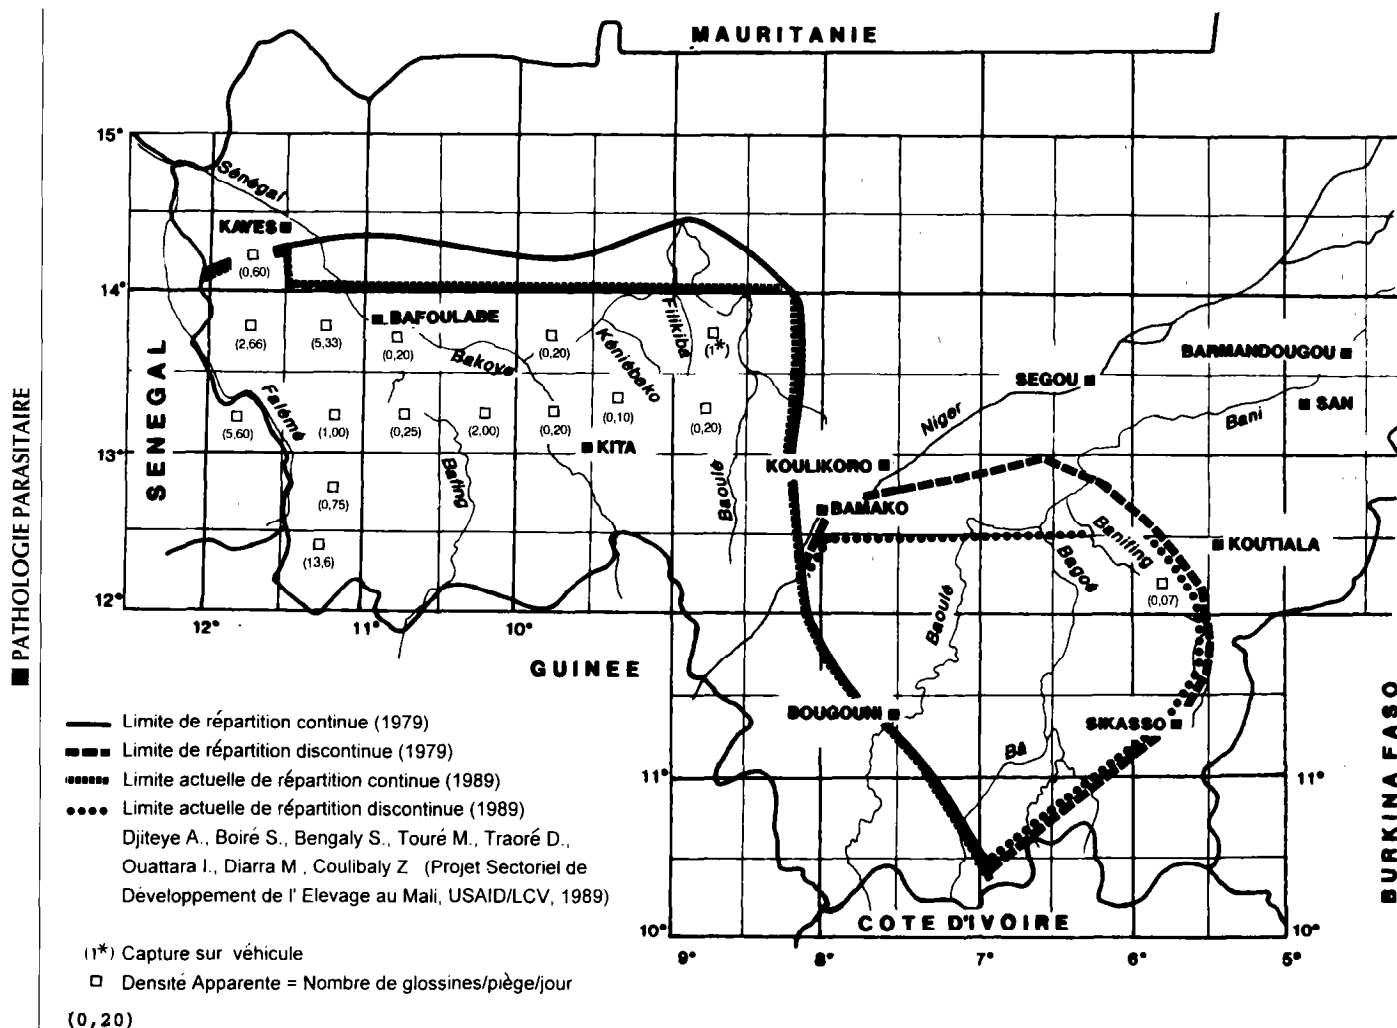 PATHOLOGIE PARASITAIRE
MAURITANIE
15°
Sénégal
KAYES
(0,60)
14°
BAFOULABE
(2,66)
(5,33)
(0,20)
Bakoye
(0,20)
Kéniébako
Filikiba
(1*)
BARMANDOUGOU
SEGOU
SAN
SENEGAL
Falémé
(5,60)
(1,00)
(0,25)
(2,00)
(0,20)
(0,10)
(0,20)
Niger
Bani
13°
KITA
KOULIKORO
Bafing
Baoulé
(0,75)
BAMAKO
KOUTIALA
(13,6)
Banifing
Bagoé
Baoulé
(0,07)
12°
12°
11°
10°
GUINEE
BOUGOUNI
SIKASSO
Bâ
BURKINA FASO
11°
11°
COTE D'IVOIRE
10°
10°
9°
8°
7°
6°
5°
Limite de répartition continue (1979)
Limite de répartition discontinue (1979)
Limite actuelle de répartition continue (1989)
Limite actuelle de répartition discontinue (1989)
Djiteye A., Boiré S., Bengaly S., Touré M., Traoré D.,
Ouattara I., Diarra M , Coulibaly Z (Projet Sectoriel de
Développement de l' Elevage au Mali, USAID/LCV, 1989)
(1*) Capture sur véhicule
Densité Apparente = Nombre de glossines/piège/jour
(0,20)